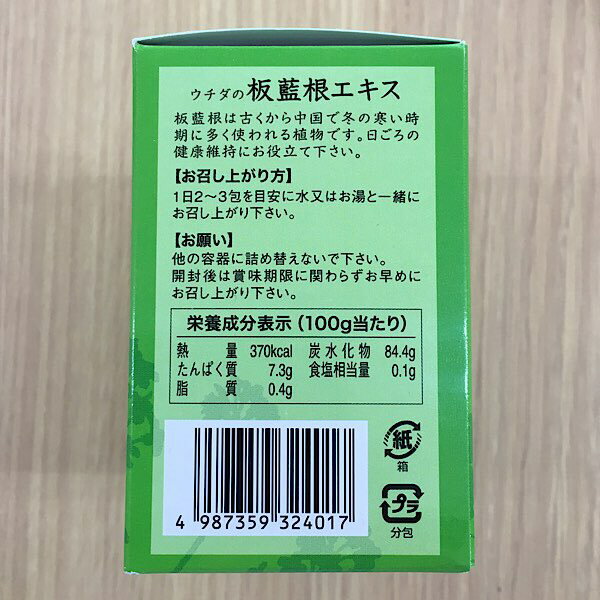 ウチダの板藍根エキス
板藍根は古くから中国で冬の寒い時
期に多く使われる植物です。日ごろの
健康維持にお役立て下さい。
【お召し上がり方】
1日2〜3包を目安に水又はお湯と一緒に
お召し上がり下さい。
【お願い】
他の容器に詰め替えないで下さい。
開封後は賞味期限に関わらずお早めに
お召し上がり下さい。
栄養成分表示（100g当たり）
熱量 370kcal 炭水化物 84.4g
たんぱく質 7.3g 食塩相当量 0.1g
脂質 0.4g
紙
箱
プラ
分包
4 987359 324017